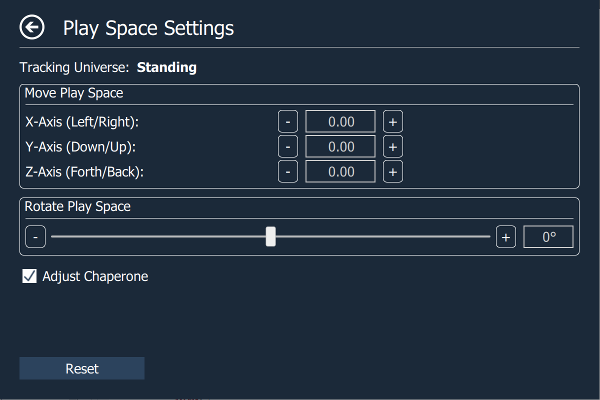 Play Space Settings
Tracking Universe: Standing
Move Play Space
X-Axis (Left/Right): - 0.00 +
Y-Axis (Down/Up): - 0.00 +
Z-Axis (Forth/Back): - 0.00 +
Rotate Play Space
- + 0°
Adjust Chaperone
Reset